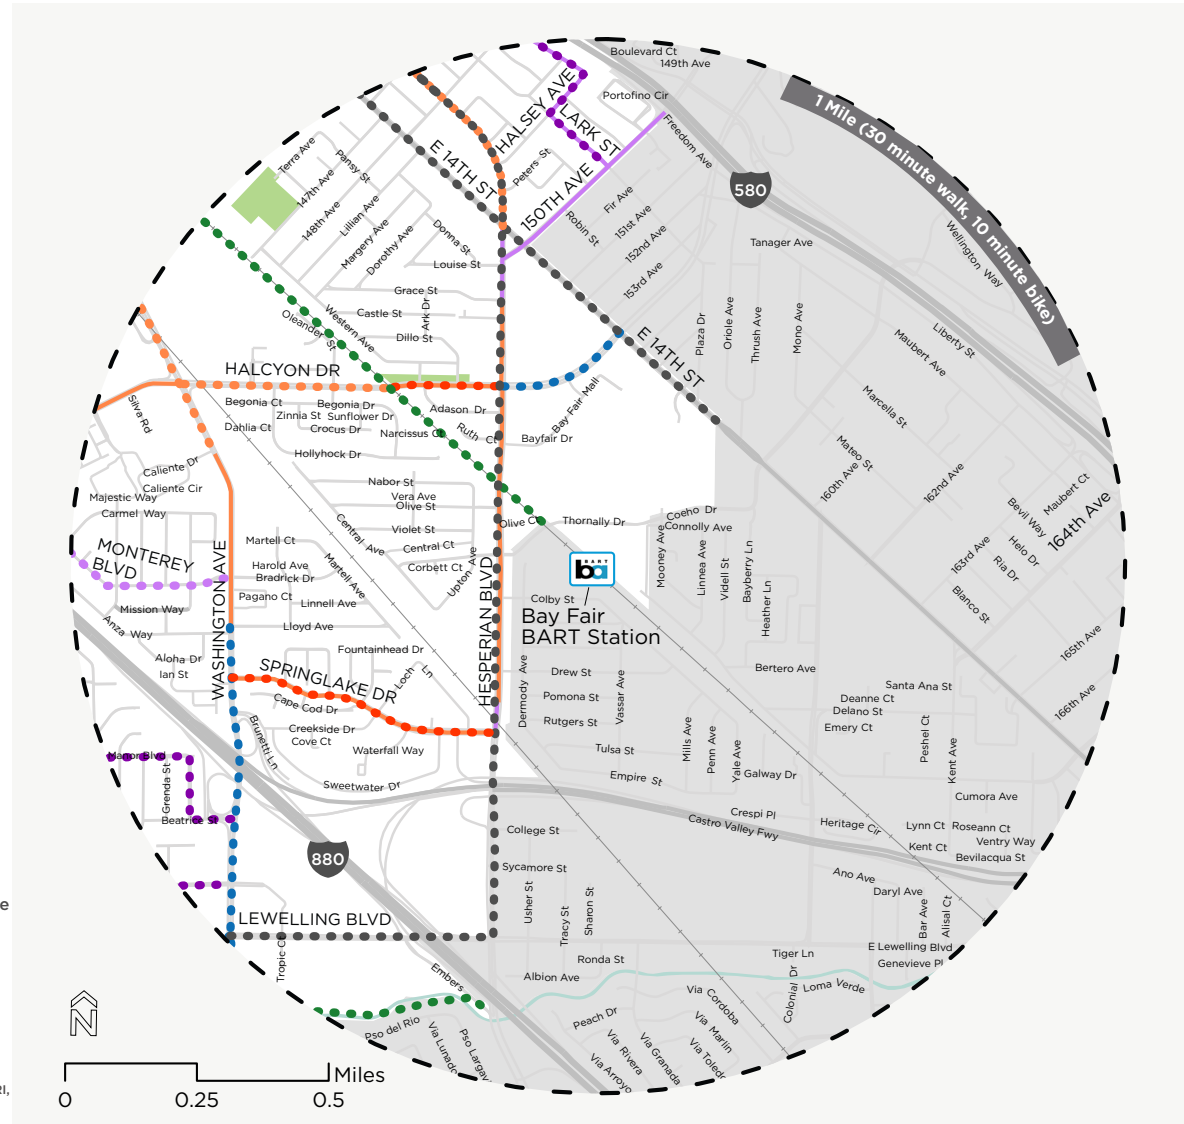 Boulevard Ct
149th Ave
Portofino Cir
1 Mile (30 minute walk, 10 minute bike)
HALSEY AVE
LARK ST
Freedom Ave
E 14TH ST
Peters St
150TH AVE
580
Terra Ave
Pansy St
147th Ave
148th Ave
Lillian Ave
Margery Ave
Dorothy Ave
Donna St
Louise St
Fir Ave
Robin St
151st Ave
152nd Ave
153rd Ave
Tanager Ave
Wellington Way
Grace St
Castle St
Ark Dr
Dillo St
Western Ave
Oleander St
E 14TH ST
Plaza Dr
Oriole Ave
Thrush Ave
Mono Ave
Liberty St
Maubert Ave
HALCYON DR
Silva Rd
Begonia Ct
Begonia Dr
Zinnia St
Sunflower Dr
Dahlia Ct
Crocus Dr
Narcissus Ct
Adason Dr
Ruth Ct
Bayfair Dr
Bay Fair Mall
Marcella St
Hollyhock Dr
Mateo St
160th Ave
162nd Ave
Caliente Dr
Caliente Cir
Majestic Way
Carmel Way
Nabor St
Vera Ave
Olive St
Violet St
Central Ave
Central Ct
Corbett Ct
Upton Ave
Olive Ct
Thornally Dr
Coeho Dr
Connolly Ave
Maubert Ct
Bevil Way
164th Ave
Helo Dr
163rd Ave
Ria Dr
Blanco St
MONTEREY
BLVD
WASHINGTON AVE
Martell Ct
Harold Ave
Bradrick Dr
Pagano Ct
Linnell Ave
Martell Ave
Lloyd Ave
Mooney Ave
Linnea Ave
Videll St
Bayberry Ln
Heather Ln
BART
ba
Colby St
Bay Fair
BART Station
HESPERIAN BLVD
Mission Way
Anza Way
Aloha Dr
Ian St
Fountainhead Dr
SPRINGLAKE DR
Loch Ln
Cape Cod Dr
Creekside Dr
Cove Ct
Waterfall Way
Brunetti Ln
Sweetwater Dr
Dermody Ave
Drew St
Pomona St
Vassar Ave
Rutgers St
Tulsa St
Empire St
Mills Ave
Penn Ave
Yale Ave
Galway Dr
Bertero Ave
Santa Ana St
Deanne Ct
Delano St
Emery Ct
Peshel Ct
Kent Ave
165th Ave
166th Ave
Manor Blvd
Grenda St
Beatrice St
880
Cumora Ave
Crespi Pl
Castro Valley Fwy
Heritage Cir
Lynn Ct
Roseann Ct
Ventry Way
Kent Ct
Bevilacqua St
College St
Sycamore St
Usher St
Tracy St
Sharon St
Ano Ave
Daryl Ave
Bar Ave
Alisal Ct
LEWELLING BLVD
Tropic Ct
Embers
E Lewelling Blvd
Genevieve Pl
Tiger Ln
Ronda St
Albion Ave
Colonial Dr
Loma Verde
Via Cordoba
Via Marlin
Via Toledo
Peach Dr
Via Rivera
Via Granada
Via Arroyo
Pso del Rio
Via Lunado
Pso Largavista
N
Miles
0
0.25
0.5